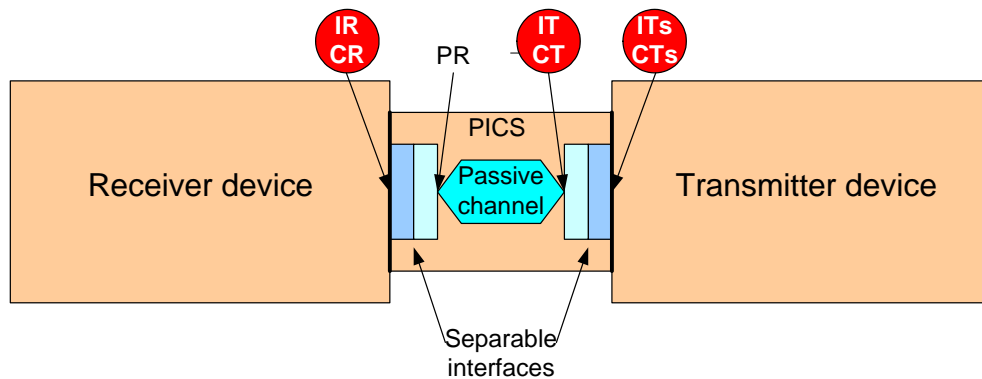 IR
CR
PR
IT
CT
ITs
CTs
PICS
Receiver device
Passive
channel
Transmitter device
Separable
interfaces